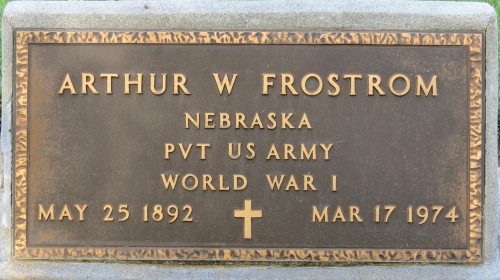 ARTHUR W FROSTROM
NEBRASKA
PVT US ARMY
WORLD WAR I
MAY 25 1892 MAR 17 1974